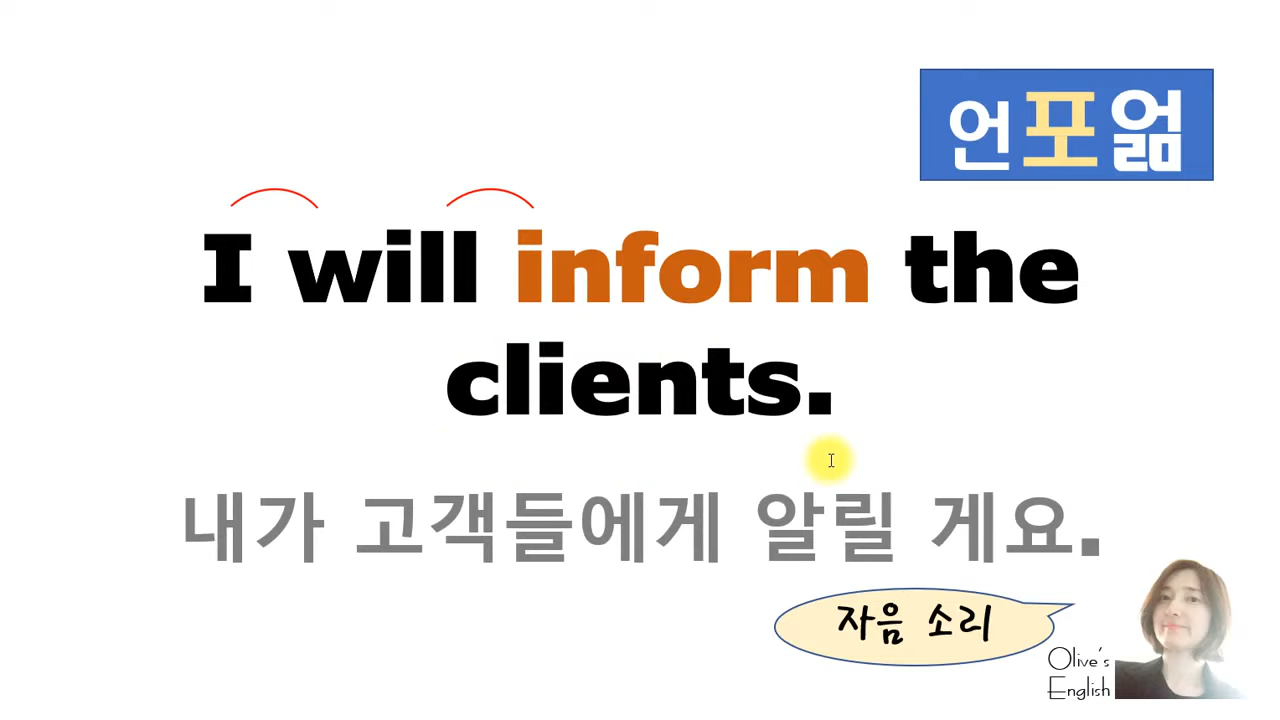 언포얾
I will inform the
clients.
내가 고객들에게 알릴 게요.
자음 소리
Olive's
English